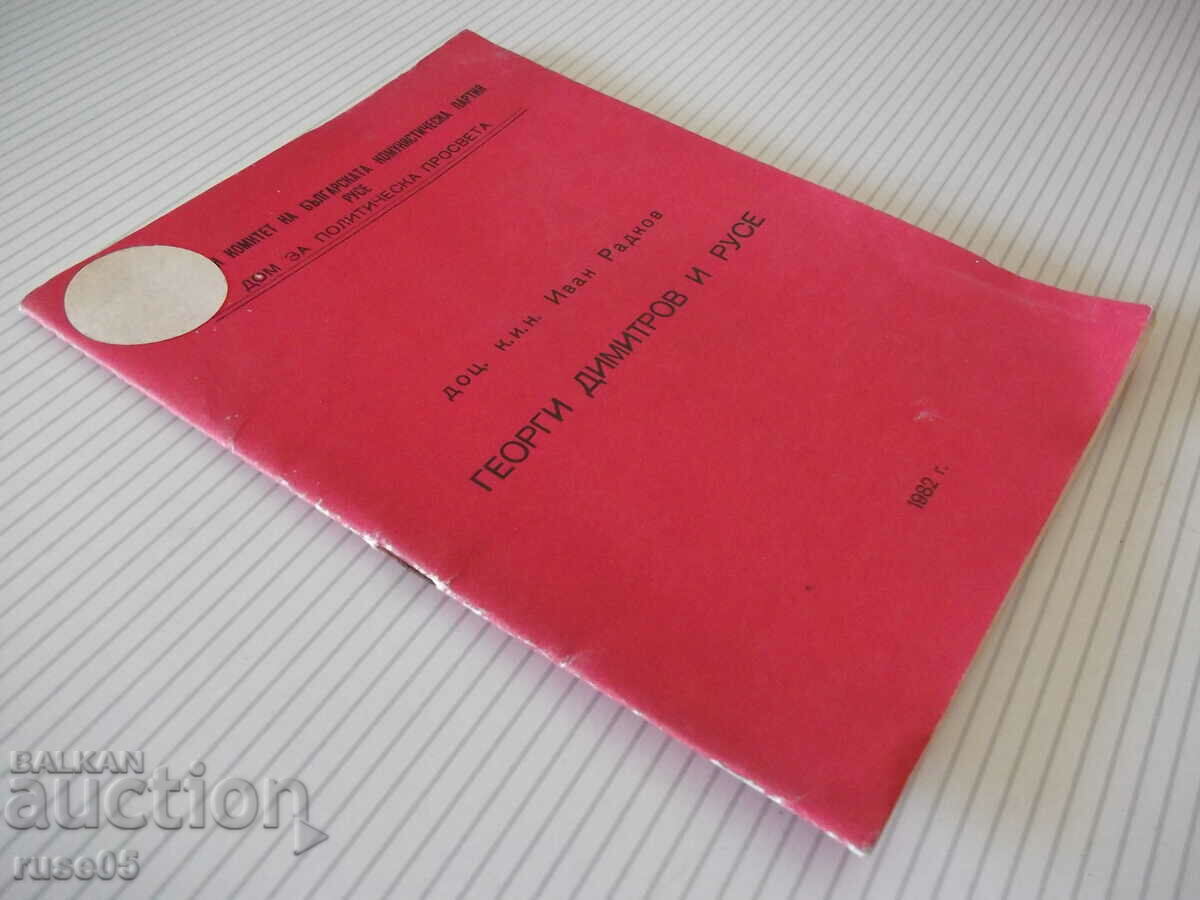 КОМИТЕТ НА БЪЛГАРСКАТА КОМУНИСТИЧЕСКА ПАРТИЯ
РУСЕ
ДОМ ЗА ПОЛИТИЧЕСКА ПРОСВЕТА
доц. к.и.н. Иван Радков
ГЕОРГИ ДИМИТРОВ И РУСЕ
1982 г.
BALKAN
auction
ruse05